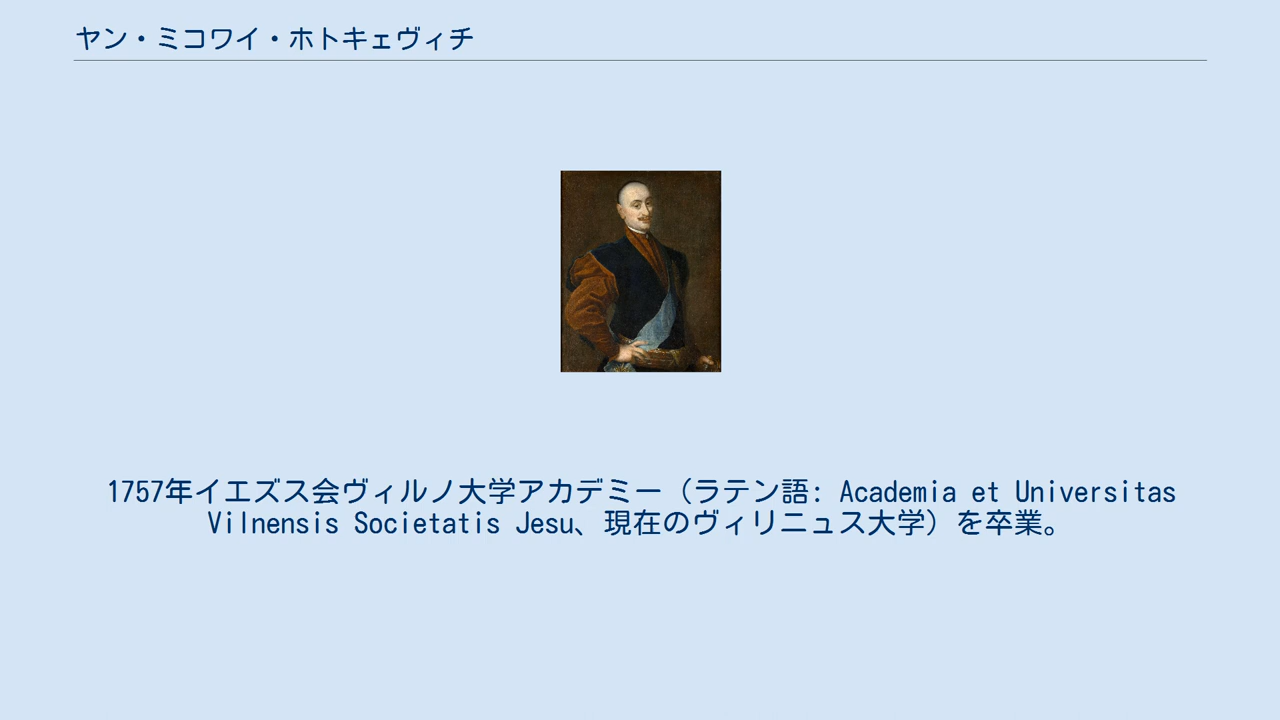 ヤン・ミコワイ・ホトキェヴィチ
1757年イエズス会ヴィルノ大学アカデミー（ラテン語: Academia et Universitas
Vilnensis Societatis Jesu、現在のヴィリニュス大学）を卒業。